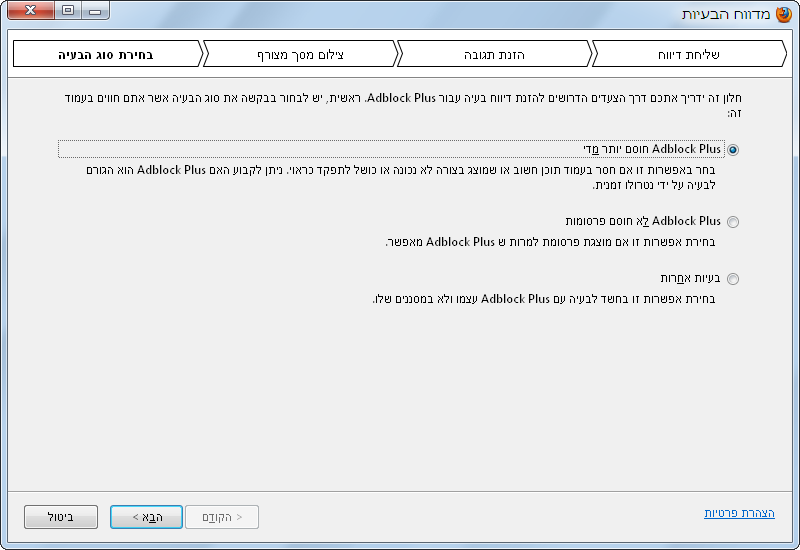 מדווח הבעיות
בחירת סוג הבעיה
צילום מסך מצורף
הזנת תגובה
שליחת דיווח
חלון זה ידריך אתכם דרך הצעדים הדרושים להזנת דיווח בעיה עבור Adblock Plus. ראשית, יש לבחור בבקשה את סוג הבעיה אשר אתם חווים בעמוד
זה:
Adblock Plus חוסם יותר מדי
בחר באפשרות זו אם חסר בעמוד תוכן חשוב או שמוצג בצורה לא נכונה או כושל לתפקד כראוי. ניתן לקבוע האם Adblock Plus הוא הגורם
לבעיה על ידי נטרולו זמנית.
Adblock Plus לא חוסם פרסומות
בחירת אפשרות זו אם מוצגת פרסומת למרות ש Adblock Plus מאפשר.
בעיות אחרות
בחירת אפשרות זו בחשד לבעיה עם Adblock Plus עצמו ולא במסננים שלו.
הצהרת פרטיות
< הקודם
הבא >
ביטול